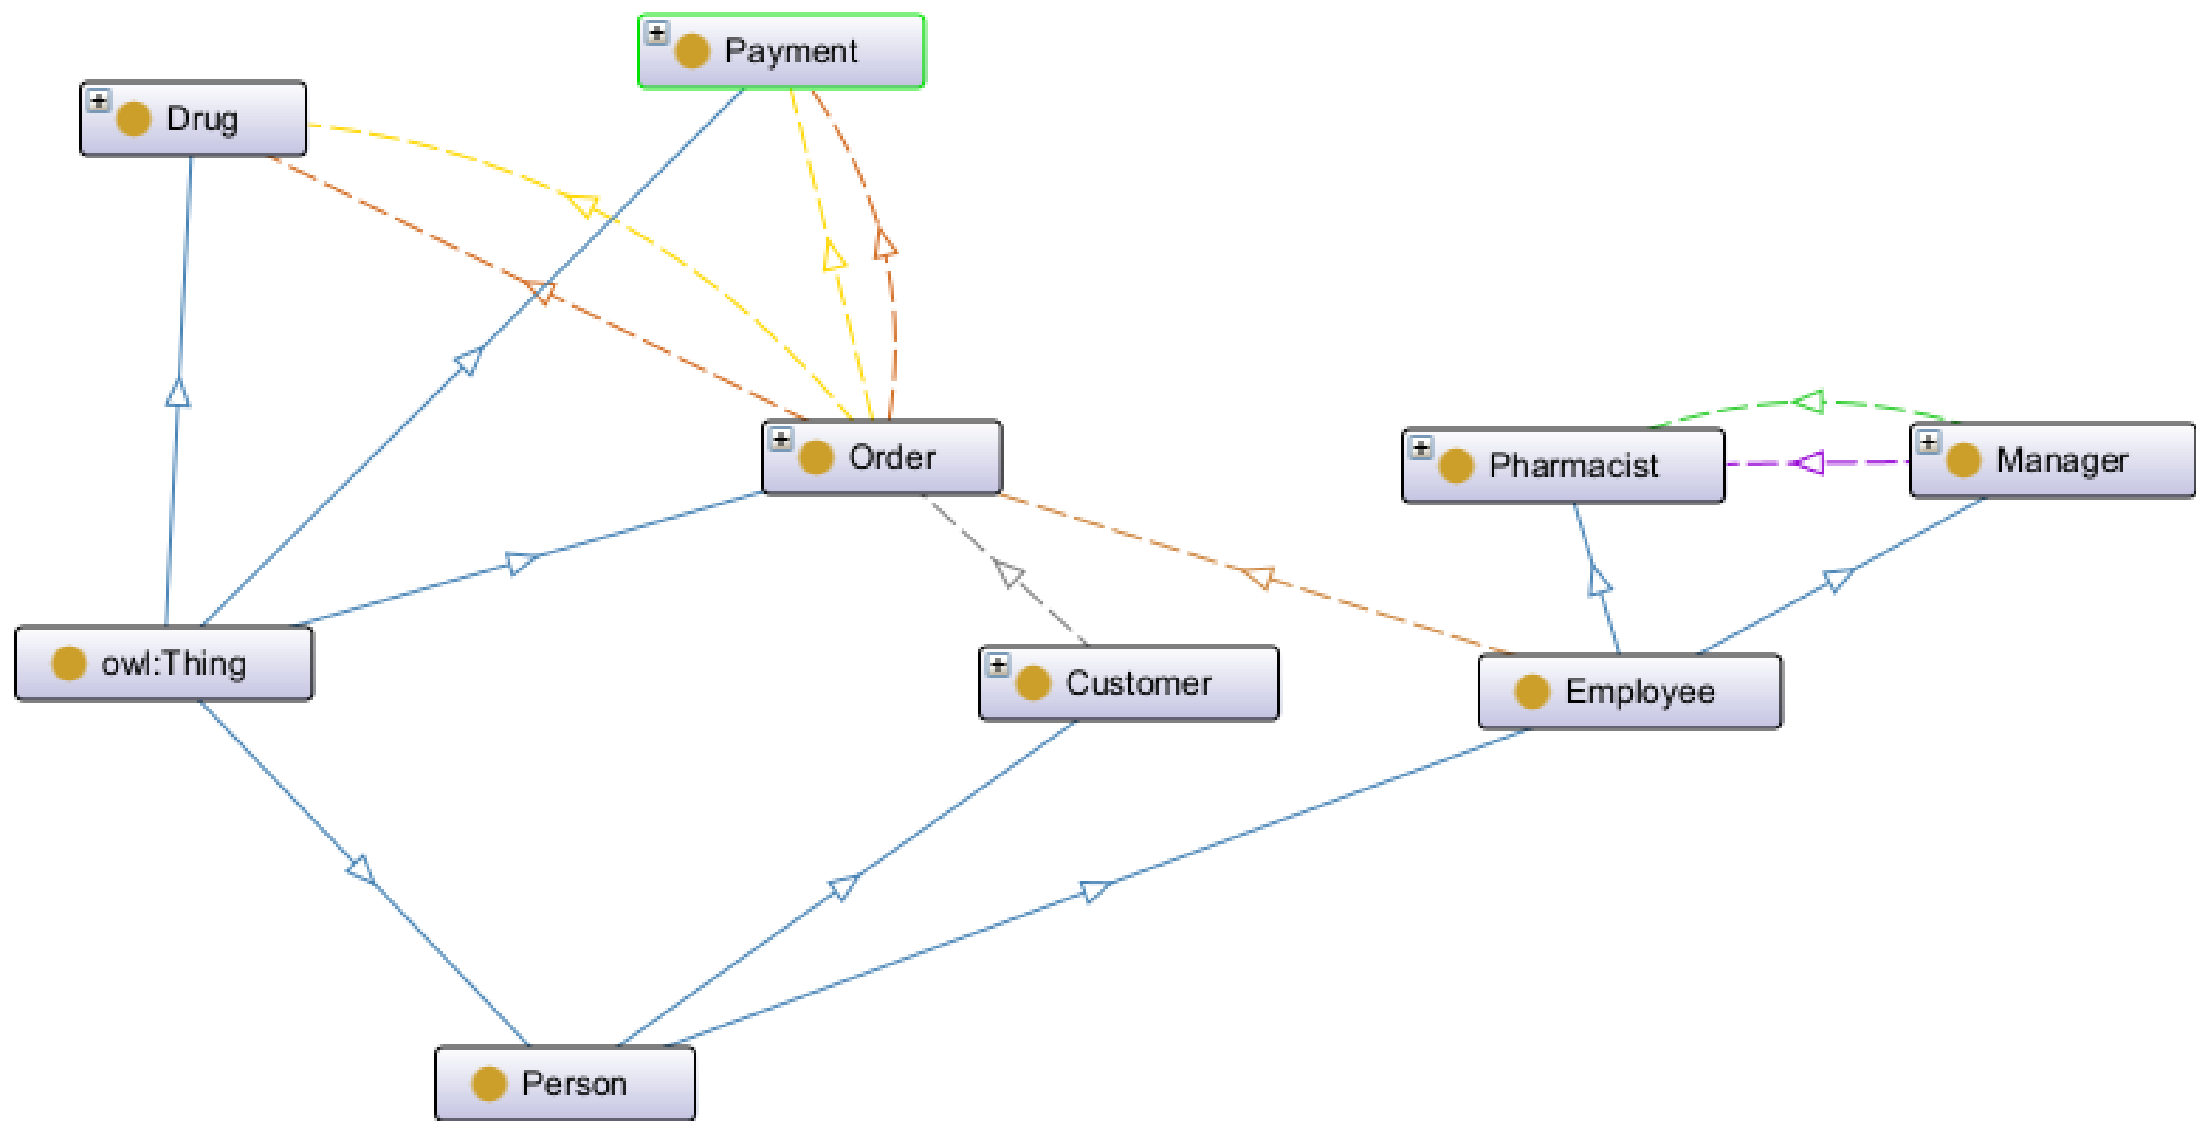 Payment
Drug
Order
Pharmacist
Manager
owl:Thing
Customer
Employee
Person